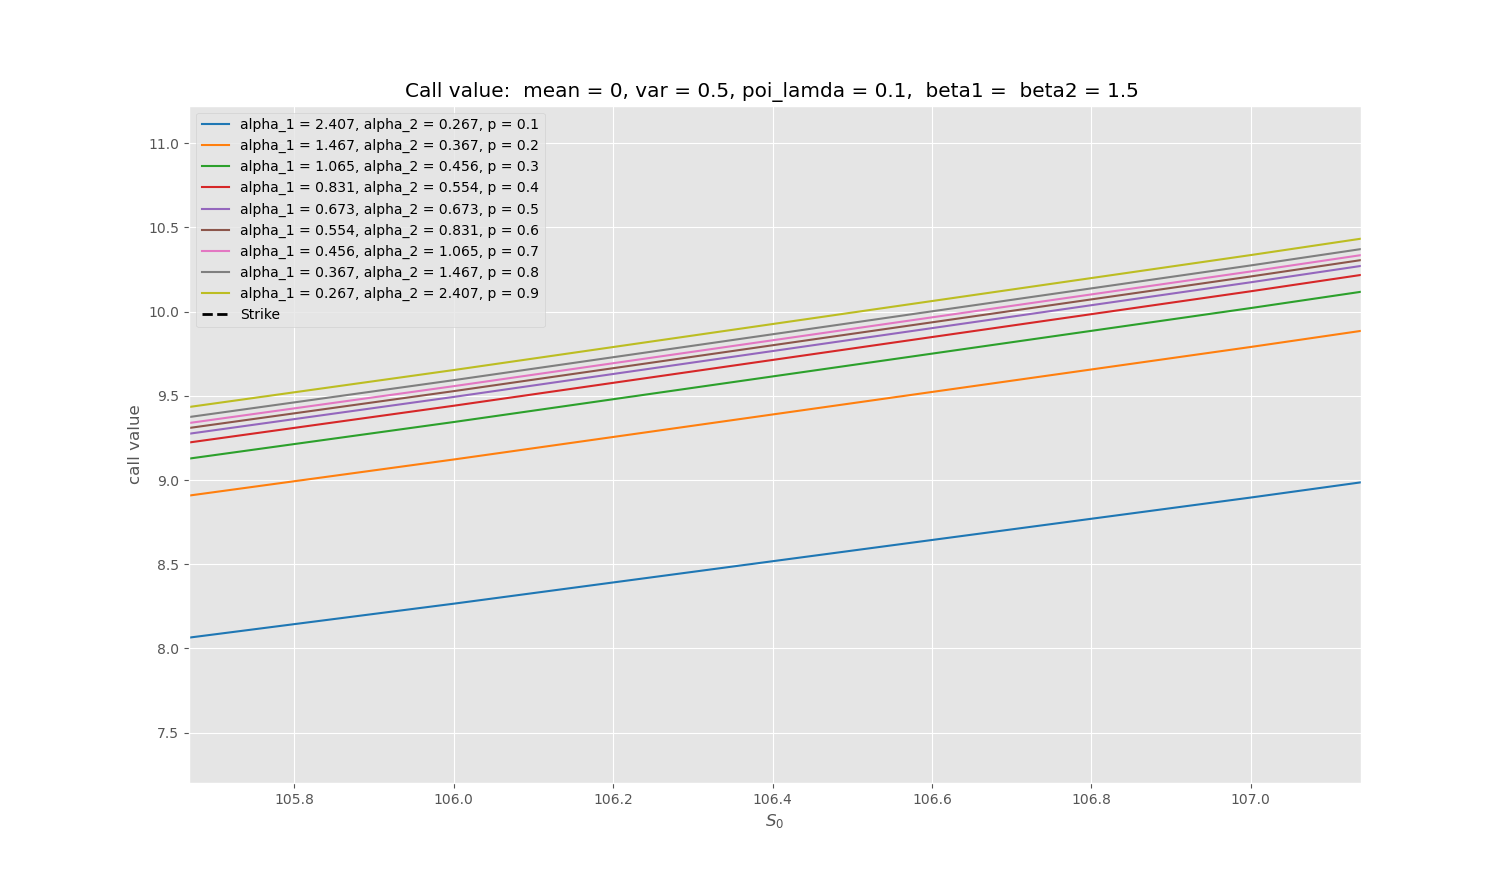 Call value:  mean = 0, var = 0.5, poi_lamda = 0.1,  beta1 =  beta2 = 1.5
alpha_1 = 2.407, alpha_2 = 0.267, p = 0.1
alpha_1 = 1.467, alpha_2 = 0.367, p = 0.2
alpha_1 = 1.065, alpha_2 = 0.456, p = 0.3
alpha_1 = 0.831, alpha_2 = 0.554, p = 0.4
alpha_1 = 0.673, alpha_2 = 0.673, p = 0.5
alpha_1 = 0.554, alpha_2 = 0.831, p = 0.6
alpha_1 = 0.456, alpha_2 = 1.065, p = 0.7
alpha_1 = 0.367, alpha_2 = 1.467, p = 0.8
alpha_1 = 0.267, alpha_2 = 2.407, p = 0.9
Strike
11.0
10.5
10.0
9.5
9.0
8.5
8.0
7.5
call value
105.8 106.0 106.2 106.4 106.6 106.8 107.0
S_0